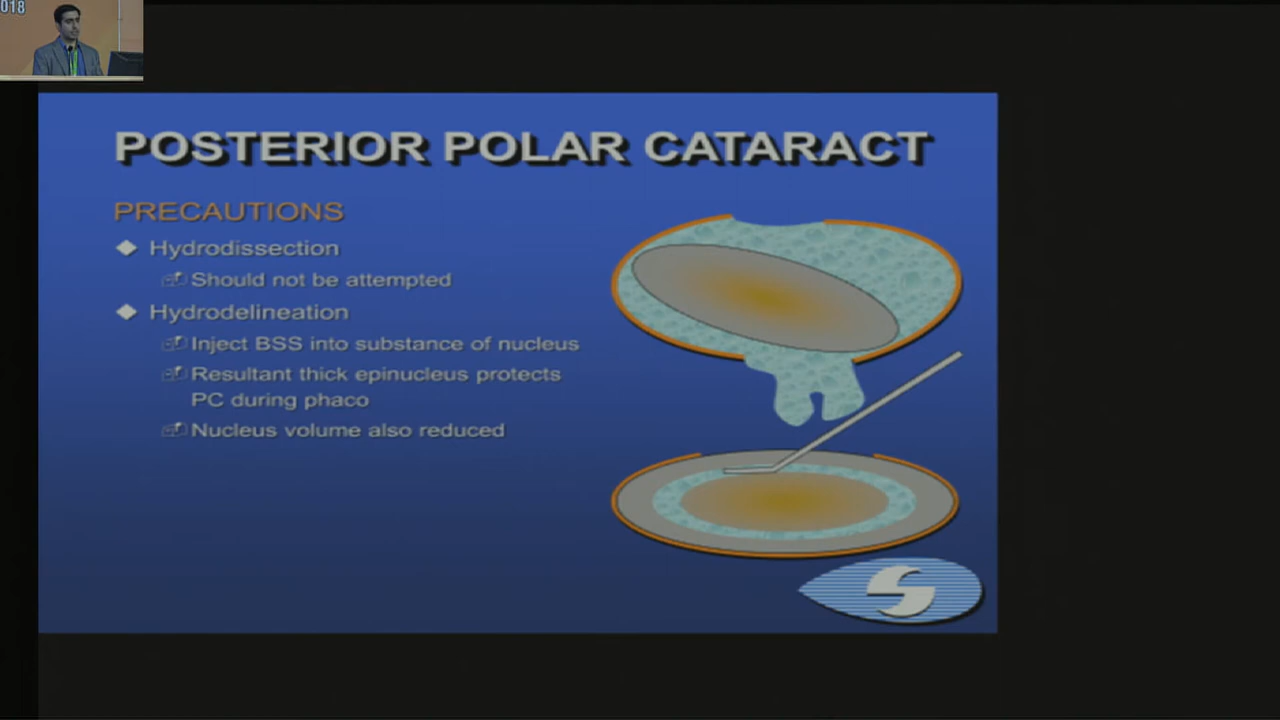 018
POSTERIOR POLAR CATARACT
PRECAUTIONS
Hydrodissection
Should not be attempted
Hydrodelineation
Inject BSS into substance of nucleus
Resultant thick epinucleus protects
PC during phaco
Nucleus volume also reduced
S